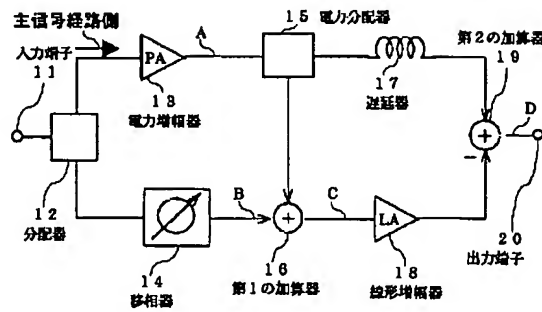 主信号経路側
入力端子
11
PA
13
電力増幅器
A
15 電力分配器
17
遅延器
第2の加算器
19
D
12
分配器
14
移相器
B
16
第1の加算器
C
LA
18
線形増幅器
20
出力端子